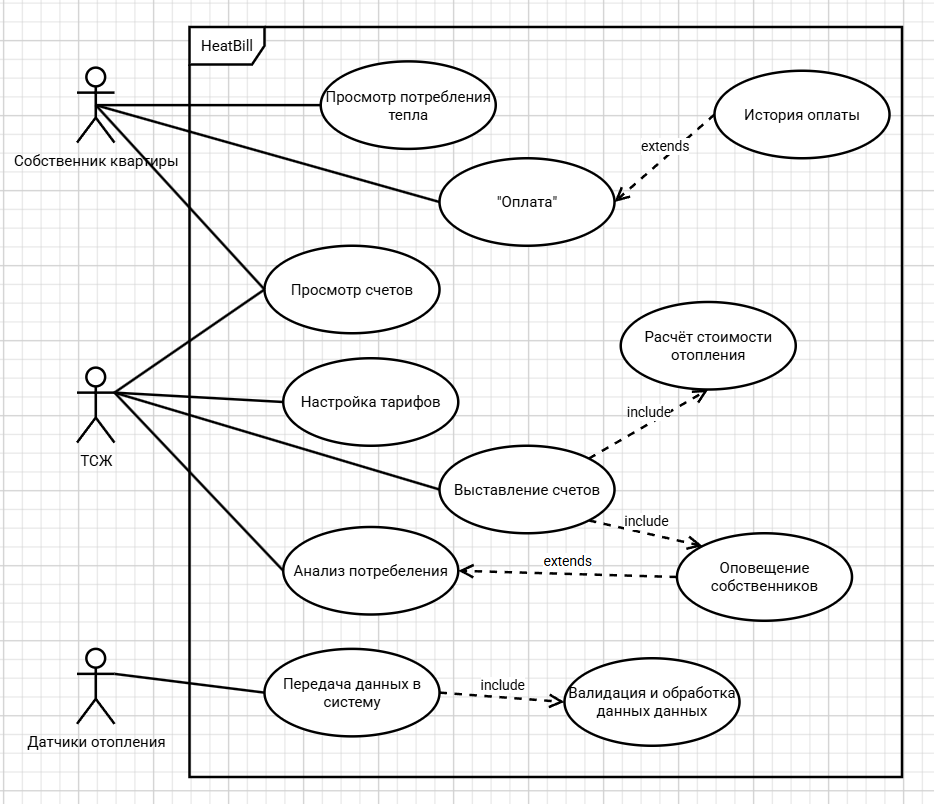 HeatBill
Просмотр потребления
тепла
История оплаты
extends
Собственник квартиры
"Оплата"
Просмотр счетов
Расчёт стоимости
отопления
Настройка тарифов
include
ТСЖ
Выставление счетов
include
extends
Анализ потребеления
Оповещение
собственников
Передача данных в
систему
include
Валидация и обработка
данных данных
Датчики отопления